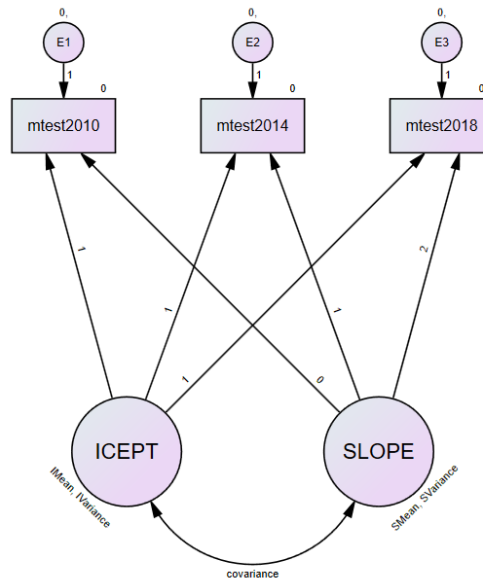 0, 0, 0,
E1 E2 E3
1 0 1 0 1 0
mtest2010 mtest2014 mtest2018
1 1 1 0 1 2
ICEPT SLOPE
IMean, IVariance SMean, SVariance
covariance